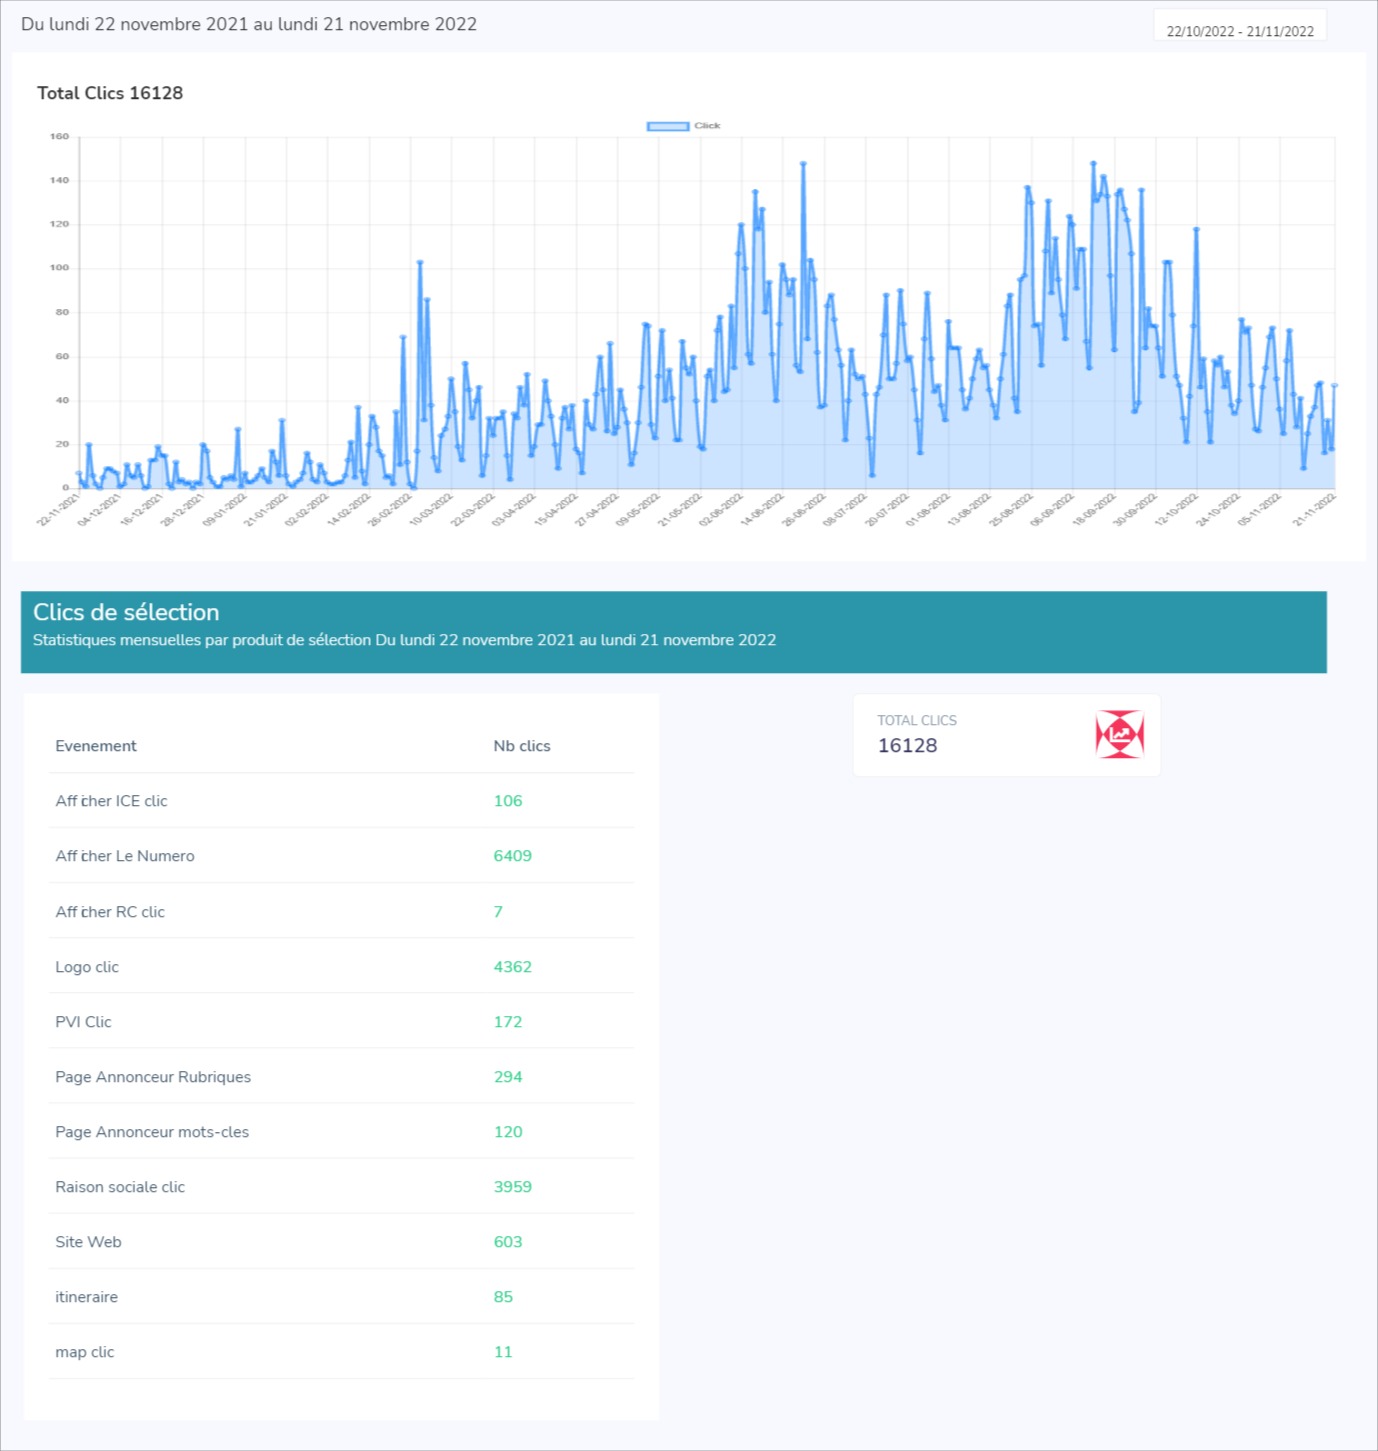 Du lundi 22 novembre 2021 au lundi 21 novembre 2022
22/10/2022 - 21/11/2022
Total Clics 16128
Click
160
140
120
100
80
60
40
20
0
22-11-2021
04-12-2021
16-12-2021
28-12-2021
09-01-2022
21-01-2022
02-02-2022
14-02-2022
26-02-2022
10-03-2022
22-03-2022
03-04-2022
15-04-2022
27-04-2022
09-05-2022
21-05-2022
02-06-2022
14-06-2022
26-06-2022
08-07-2022
20-07-2022
01-08-2022
13-08-2022
25-08-2022
06-09-2022
18-09-2022
30-09-2022
12-10-2022
24-10-2022
05-11-2022
21-11-2022
Clics de sélection
Statistiques mensuelles par produit de sélection Du lundi 22 novembre 2021 au lundi 21 novembre 2022
TOTAL CLICS
16128
Evenement Nb clics
Afficher ICE clic 106
Afficher Le Numero 6409
Afficher RC clic 7
Logo clic 4362
PVI Clic 172
Page Annonceur Rubriques 294
Page Annonceur mots-cles 120
Raison sociale clic 3959
Site Web 603
itineraire 85
map clic 11